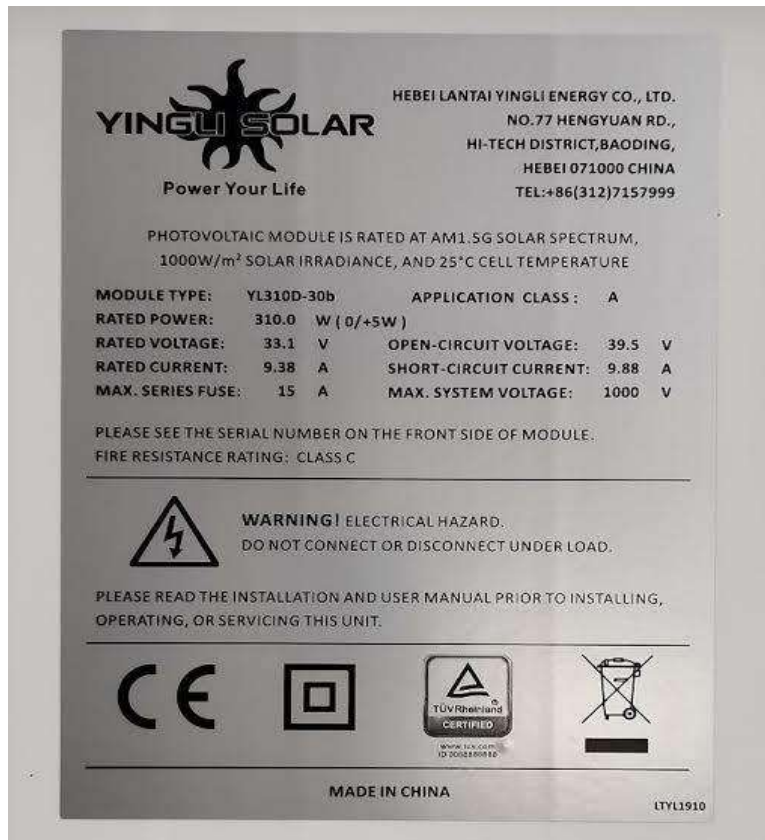 YINGLI SOLAR
Power Your Life
HEBEI LANTAI YINGLI ENERGY CO., LTD.
NO.77 HENGYUAN RD.,
HI-TECH DISTRICT,BAODING,
HEBEI 071000 CHINA
TEL:+86(312)7157999
PHOTOVOLTAIC MODULE IS RATED AT AM1.5G SOLAR SPECTRUM,
1000W/m² SOLAR IRRADIANCE, AND 25°C CELL TEMPERATURE
MODULE TYPE: YL310D-30b APPLICATION CLASS : A
RATED POWER: 310.0 W ( 0/+5W )
RATED VOLTAGE: 33.1 V OPEN-CIRCUIT VOLTAGE: 39.5 V
RATED CURRENT: 9.38 A SHORT-CIRCUIT CURRENT: 9.88 A
MAX. SERIES FUSE: 15 A MAX. SYSTEM VOLTAGE: 1000 V
PLEASE SEE THE SERIAL NUMBER ON THE FRONT SIDE OF MODULE.
FIRE RESISTANCE RATING: CLASS C
WARNING! ELECTRICAL HAZARD.
DO NOT CONNECT OR DISCONNECT UNDER LOAD.
PLEASE READ THE INSTALLATION AND USER MANUAL PRIOR TO INSTALLING,
OPERATING, OR SERVICING THIS UNIT.
CE
TÜVRheinland
CERTIFIED
www.tuv.com
MADE IN CHINA
LTYL1910